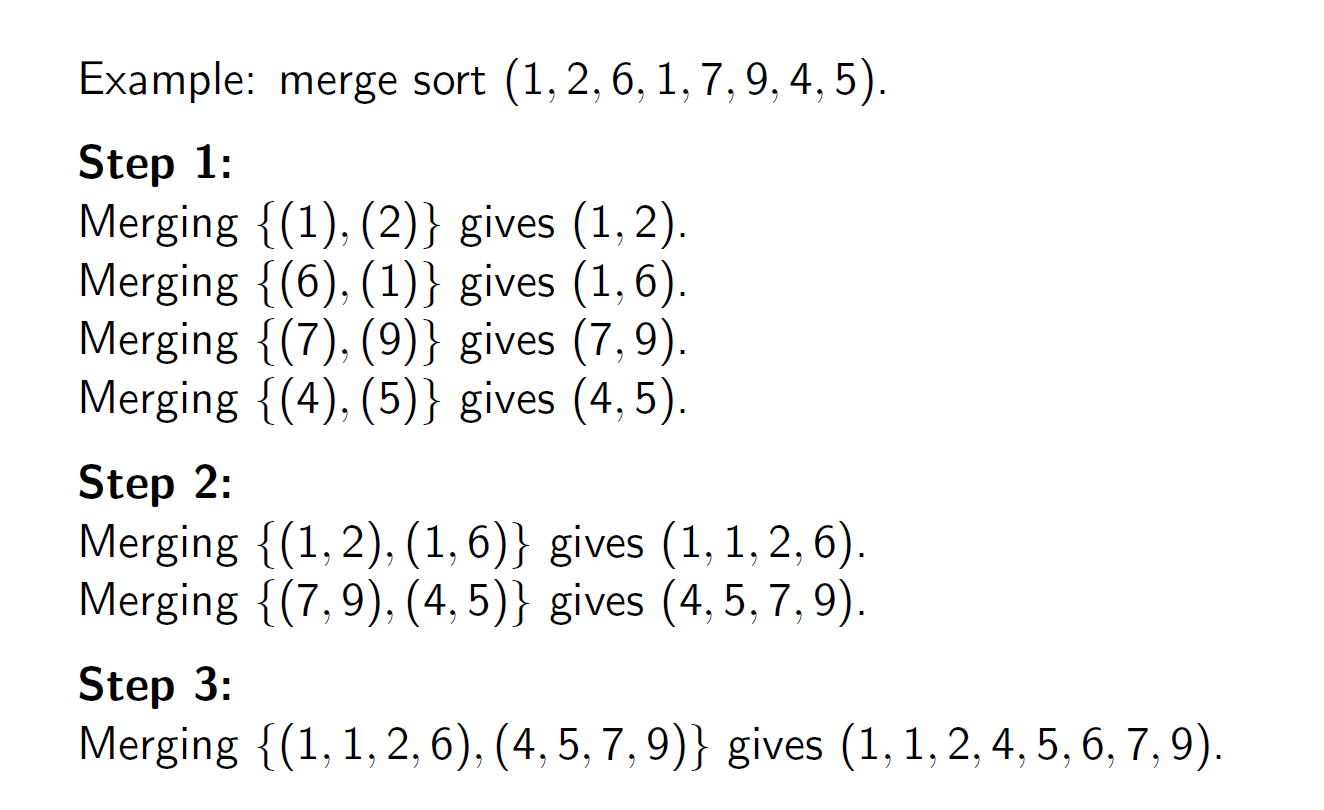 Example: merge sort (1, 2, 6, 1, 7, 9, 4, 5).
Step 1:
Merging {(1), (2)} gives (1, 2).
Merging {(6), (1)} gives (1, 6).
Merging {(7), (9)} gives (7, 9).
Merging {(4), (5)} gives (4, 5).
Step 2:
Merging {(1, 2), (1, 6)} gives (1, 1, 2, 6).
Merging {(7, 9), (4, 5)} gives (4, 5, 7, 9).
Step 3:
Merging {(1, 1, 2, 6), (4, 5, 7, 9)} gives (1, 1, 2, 4, 5, 6, 7, 9).